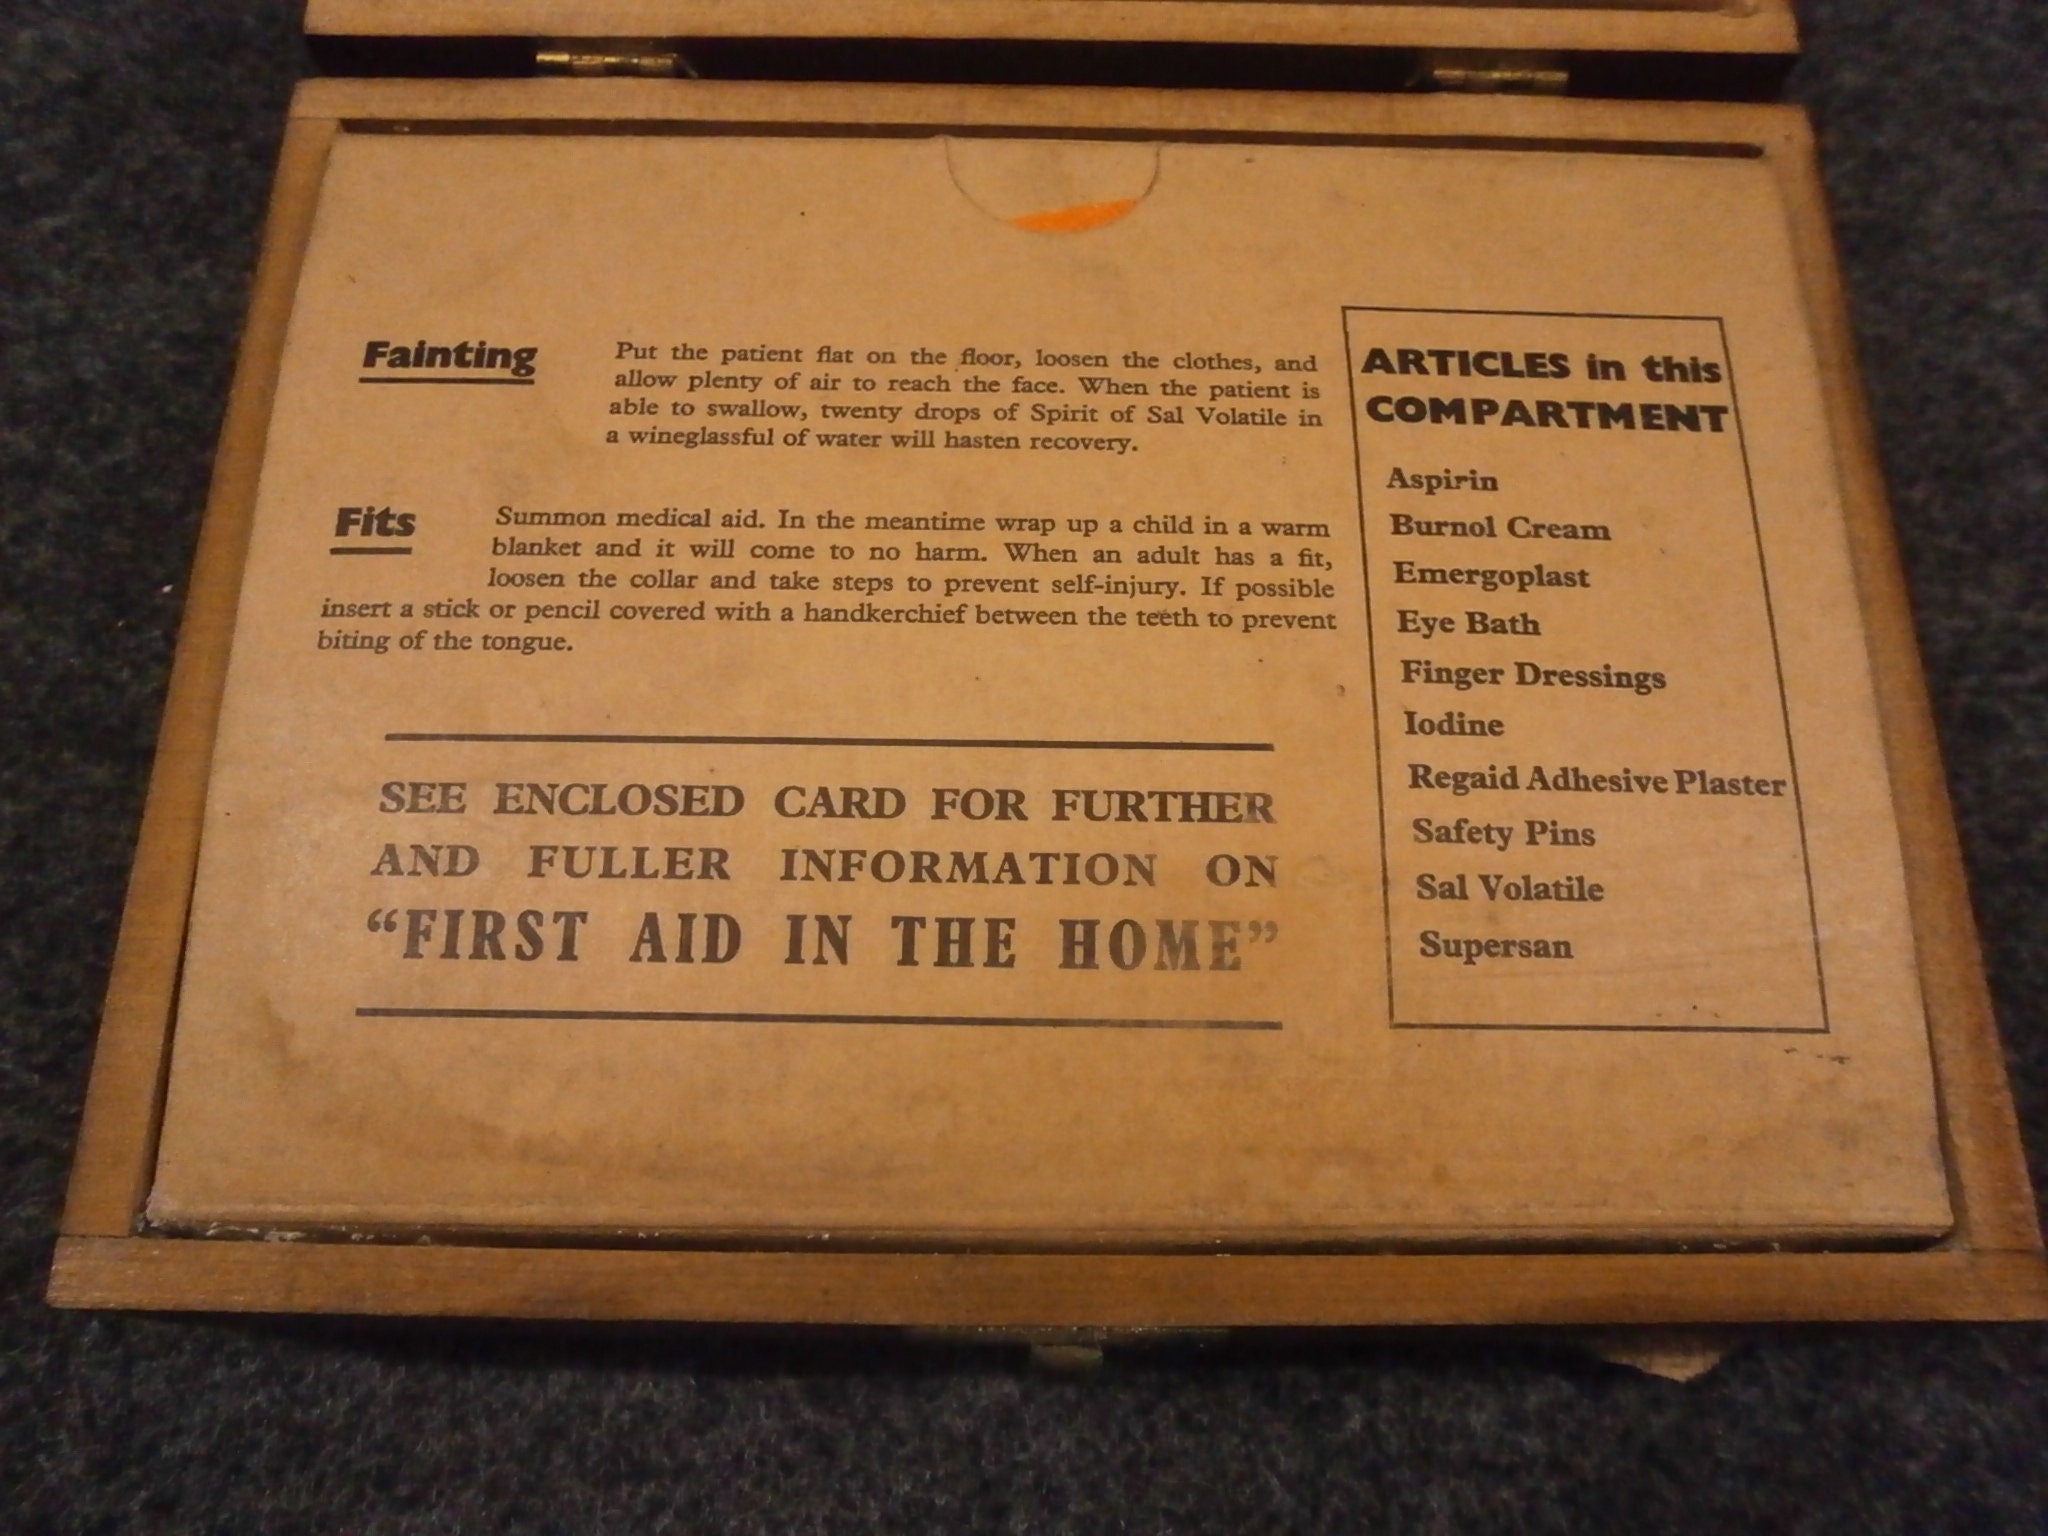 Fainting
Put the patient flat on the floor, loosen the clothes, and
allow plenty of air to reach the face. When the patient is
able to swallow, twenty drops of Spirit of Sal Volatile in
a wineglassful of water will hasten recovery.
Fits
Summon medical aid. In the meantime wrap up a child in a warm
blanket and it will come to no harm. When an adult has a fit,
loosen the collar and take steps to prevent self-injury. If possible
insert a stick or pencil covered with a handkerchief between the teeth to prevent
biting of the tongue.
SEE ENCLOSED CARD FOR FURTHER
AND FULLER INFORMATION ON
“FIRST AID IN THE HOME”
ARTICLES in this
COMPARTMENT
Aspirin
Burnol Cream
Emergoplast
Eye Bath
Finger Dressings
Iodine
Regaid Adhesive Plaster
Safety Pins
Sal Volatile
Supersan